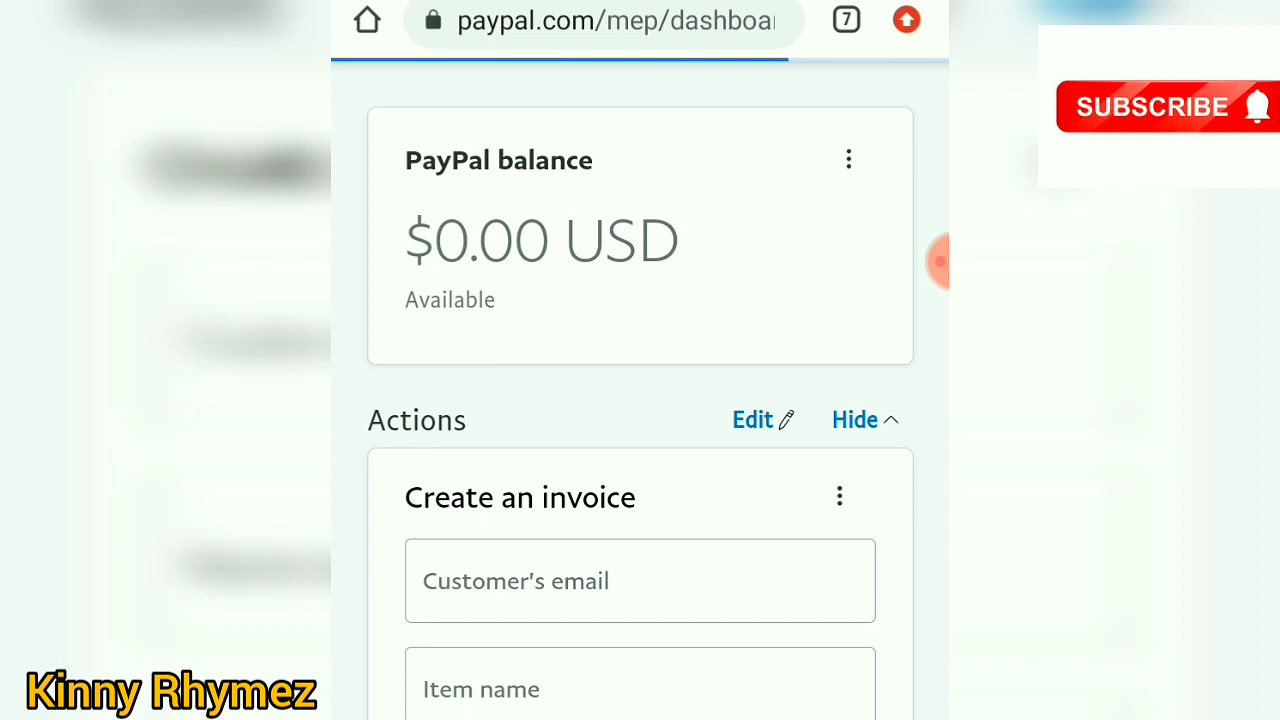 paypal.com/mep/dashboar
7
SUBSCRIBE
PayPal balance
$0.00 USD
Available
Actions
Edit
Hide
Create an invoice
Customer's email
Item name
Kinny Rhymez